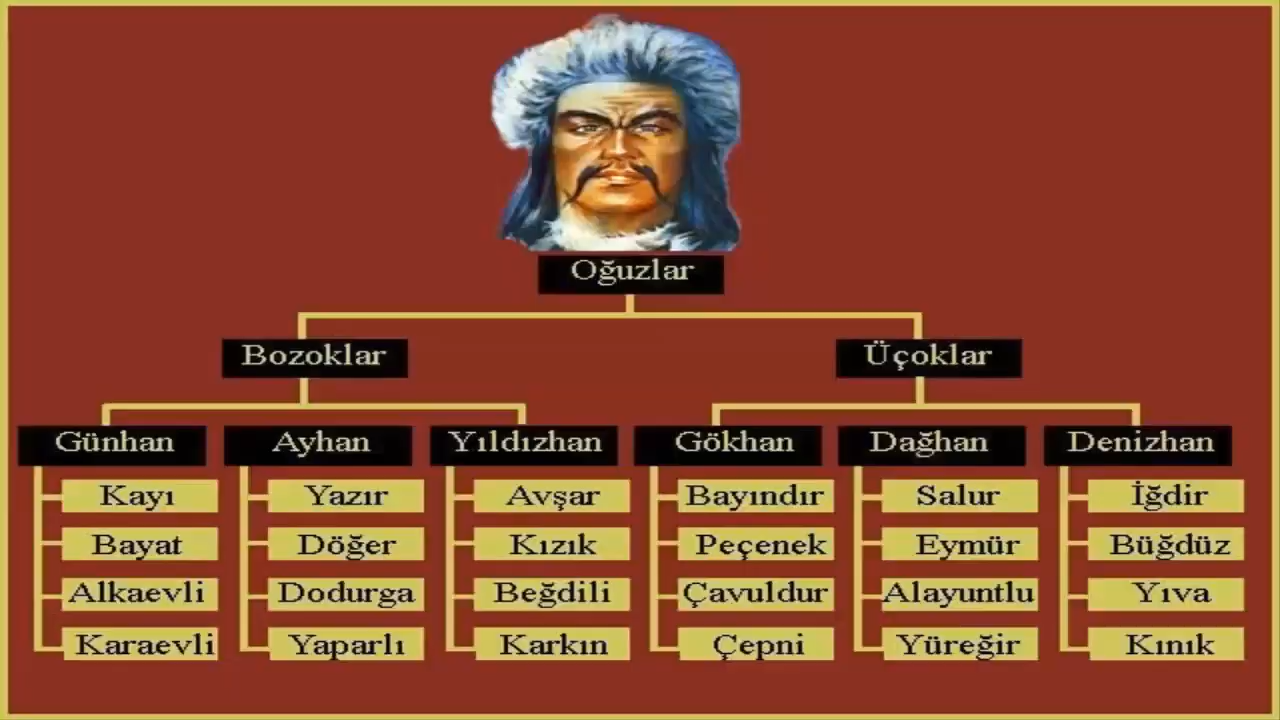 Oğuzlar
Bozoklar
Üçoklar
Günhan
Ayhan
Yıldızhan
Gökhan
Dağhan
Denizhan
Kayı
Yazır
Avşar
Bayındır
Salur
İğdir
Bayat
Döğer
Kızık
Peçenek
Eymür
Büğdüz
Alkaevli
Dodurga
Beğdili
Çavuldur
Alayuntlu
Yıva
Karaevli
Yaparlı
Karkın
Çepni
Yüreğir
Kınık